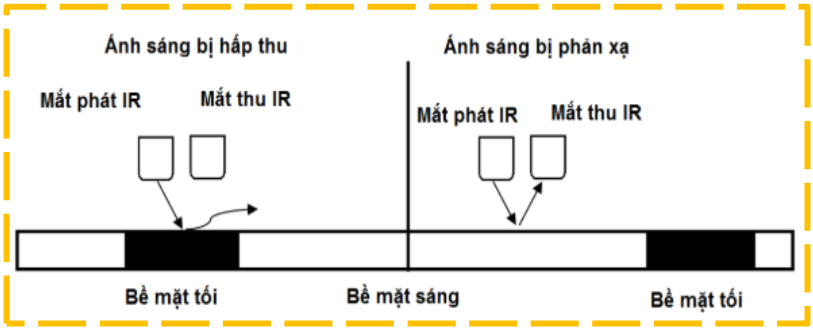 Ánh sáng bị hấp thu
Ánh sáng bị phản xạ
Mắt phát IR
Mắt thu IR
Mắt phát IR
Mắt thu IR
Bề mặt tối
Bề mặt sáng
Bề mặt tối